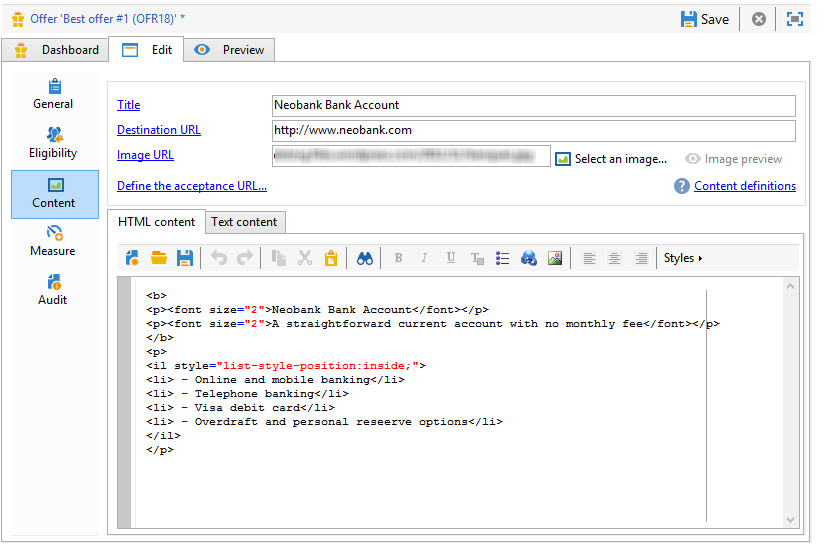 Offer 'Best offer #1 (OFR18)' *
Save
Dashboard
Edit
Preview
General
Eligibility
Content
Measure
Audit
Title
Neobank Bank Account
Destination URL
http://www.neobank.com
Image URL
Select an image...
Image preview
Define the acceptance URL...
? Content definitions
HTML content
Text content
B I U T Styles
<b>
<p><font size="2">Neobank Bank Account</font></p>
<p><font size="2">A straightforward current account with no monthly fee</font></p>
</b>
<p>
<il style="list-style-position:inside;">
<li> - Online and mobile banking</li>
<li> - Telephone banking</li>
<li> - Visa debit card</li>
<li> - Overdraft and personal reseerve options</li>
</il>
</p>